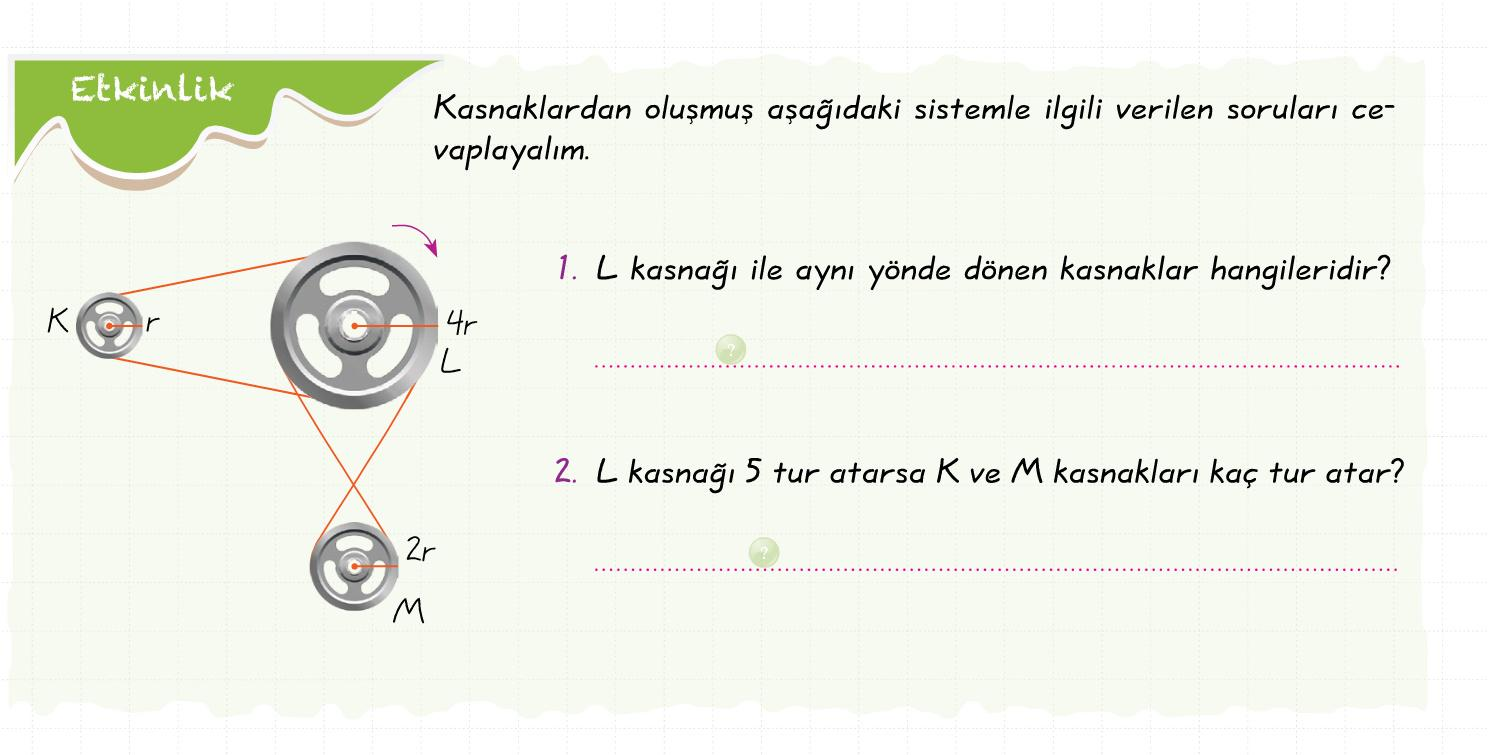 Etkinlik
Kasnaklardan oluşmuş aşağıdaki sistemle ilgili verilen soruları ce-
vaplayalım.
K
r
4r
L
2r
M
1. L kasnağı ile aynı yönde dönen kasnaklar hangileridir?
?
2. L kasnağı 5 tur atarsa K ve M kasnakları kaç tur atar?
?